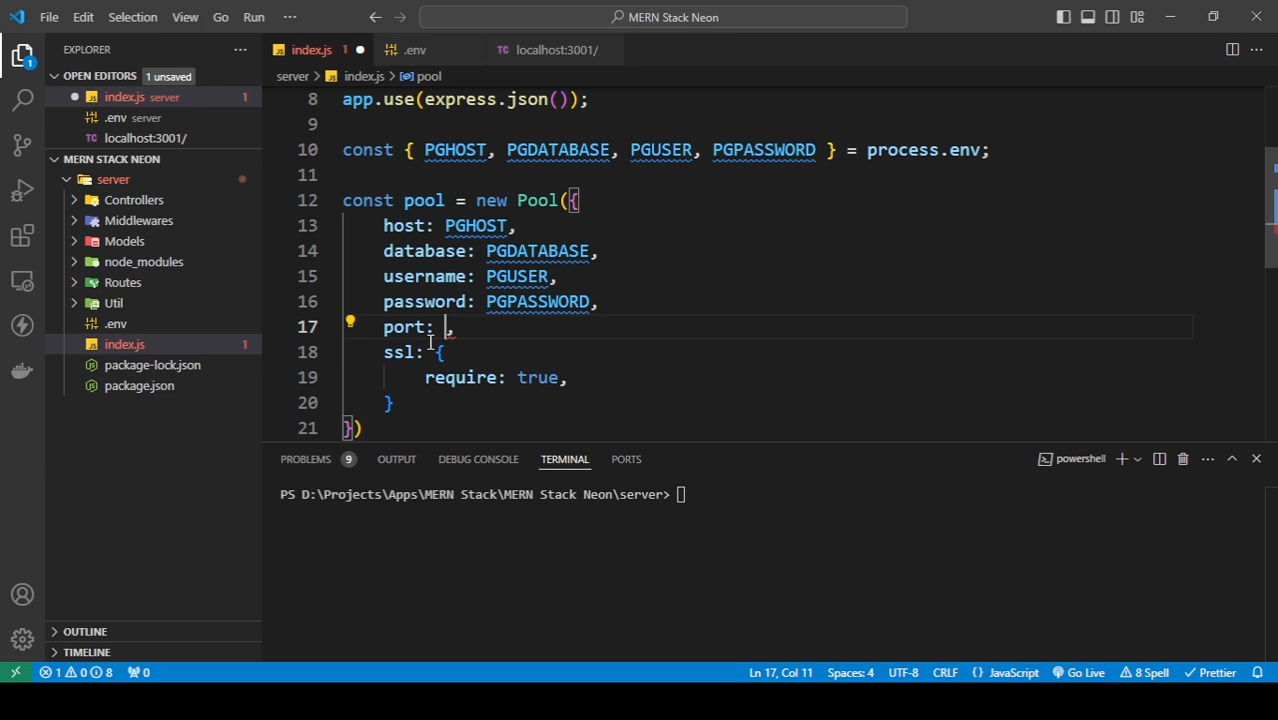 File Edit Selection View Go Run ··· MERN Stack Neon
EXPLORER ···
OPEN EDITORS 1 unsaved
index.js server 1
.env server
TC localhost:3001/
MERN STACK NEON
server
Controllers
Middlewares
Models
node_modules
Routes
Util
.env
index.js 1
package-lock.json
package.json
OUTLINE
TIMELINE
JS index.js 1 .env TC localhost:3001/
server > JS index.js > pool
8 app.use(express.json());
9
10 const { PGHOST, PGDATABASE, PGUSER, PGPASSWORD } = process.env;
11
12 const pool = new Pool({
13 host: PGHOST,
14 database: PGDATABASE,
15 username: PGUSER,
16 password: PGPASSWORD,
17 port: ,
18 ssl: {
19 require: true,
20 }
21 })
PROBLEMS 9 OUTPUT DEBUG CONSOLE TERMINAL PORTS powershell
PS D:\Projects\Apps\MERN Stack\MERN Stack Neon\server>
1 0 8 0 Ln 17, Col 11 Spaces: 4 UTF-8 CRLF {} JavaScript Go Live 8 Spell Prettier